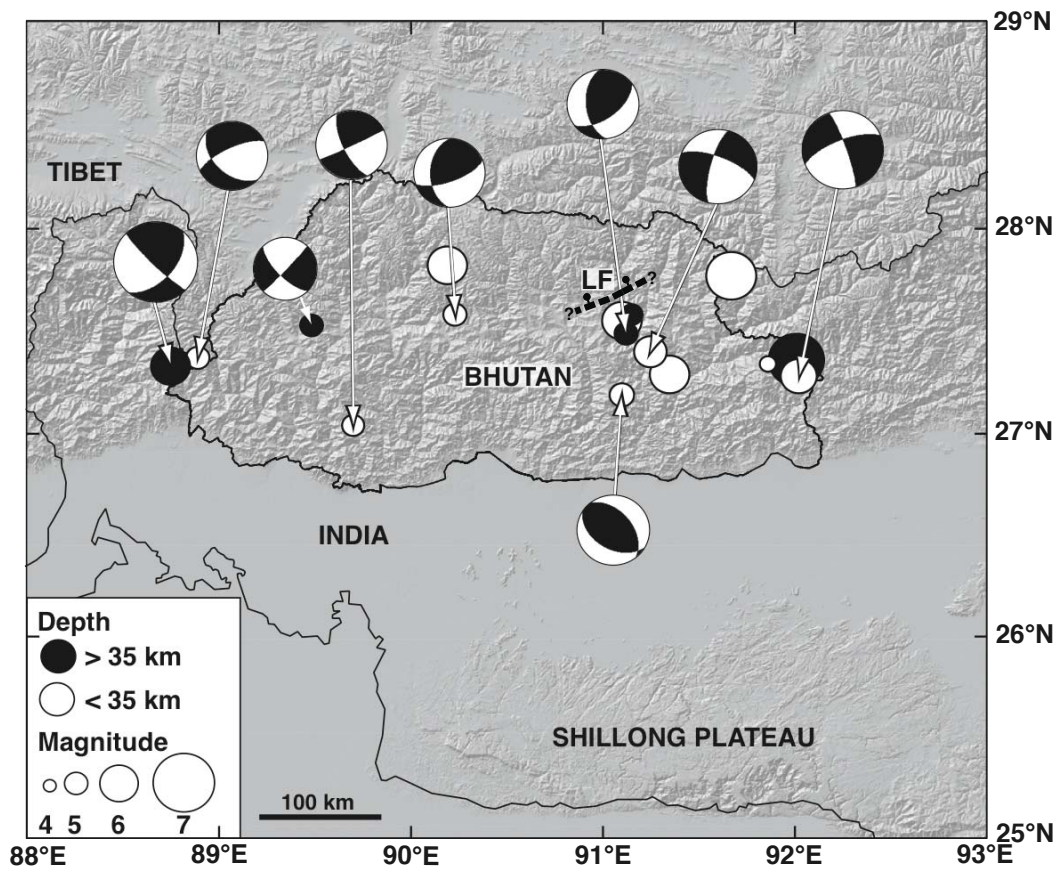 29°N
TIBET
28°N
LF
? ?
BHUTAN
27°N
INDIA
Depth
> 35 km
< 35 km
26°N
Magnitude
SHILLONG PLATEAU
4 5 6 7
100 km
25°N
88°E 89°E 90°E 91°E 92°E 93°E